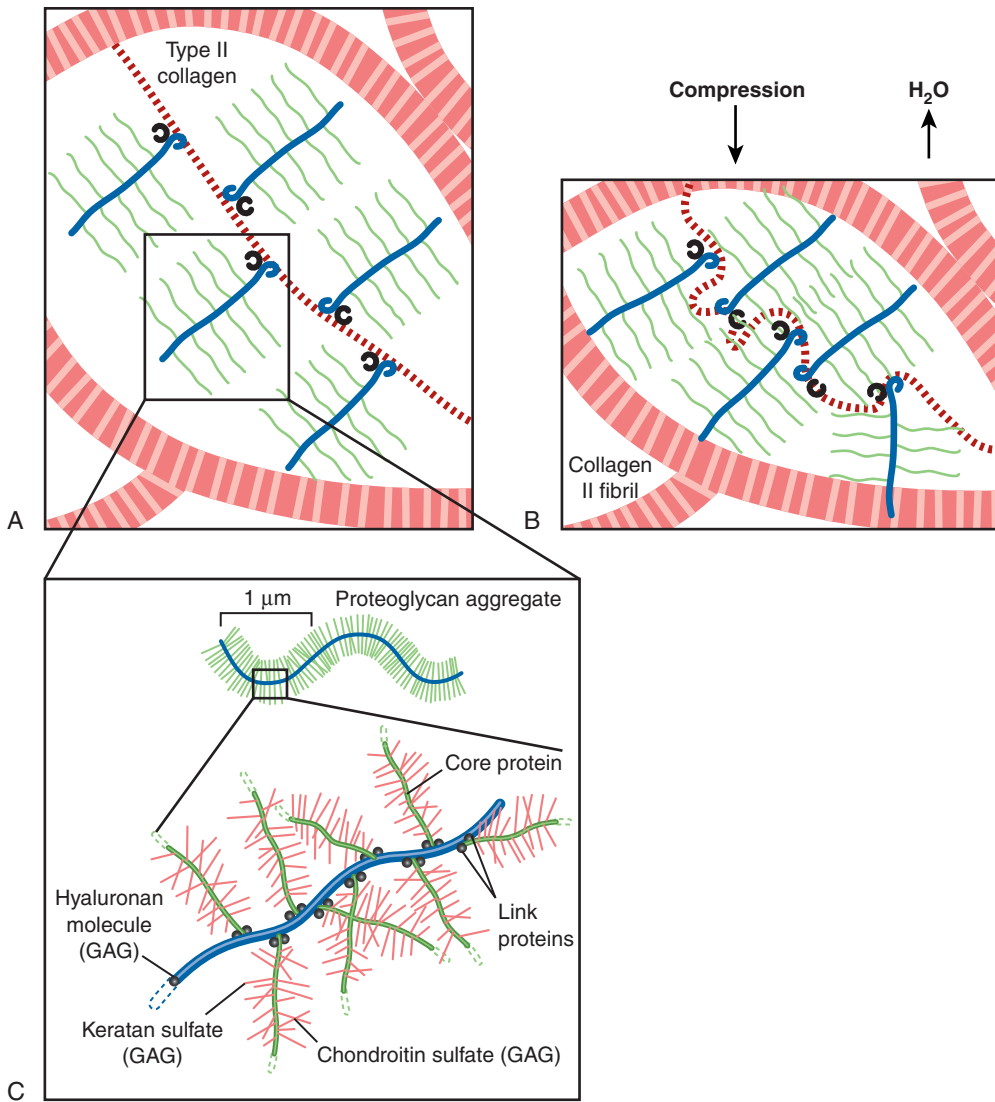 Type II
collagen
A
Compression
H₂O
Collagen
II fibril
B
1 μm
Proteoglycan aggregate
Core protein
Hyaluronan
molecule
(GAG)
Link
proteins
Keratan sulfate
(GAG)
Chondroitin sulfate (GAG)
C